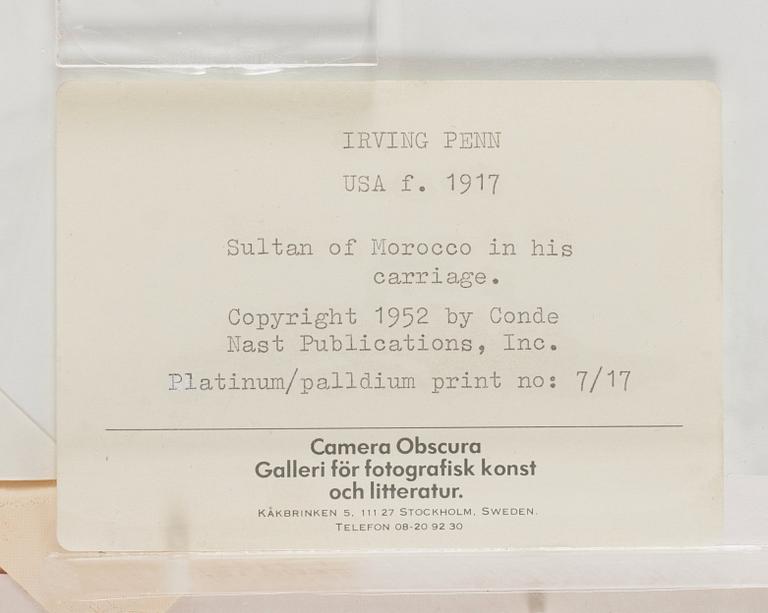 IRVING PENN
USA f. 1917
Sultan of Morocco in his
carriage.
Copyright 1952 by Conde
Nast Publications, Inc.
Platinum/palldium print no: 7/17
Camera Obscura
Galleri för fotografisk konst
och litteratur.
KÅKBRINKEN 5, 111 27 STOCKHOLM, SWEDEN.
TELEFON 08-20 92 30